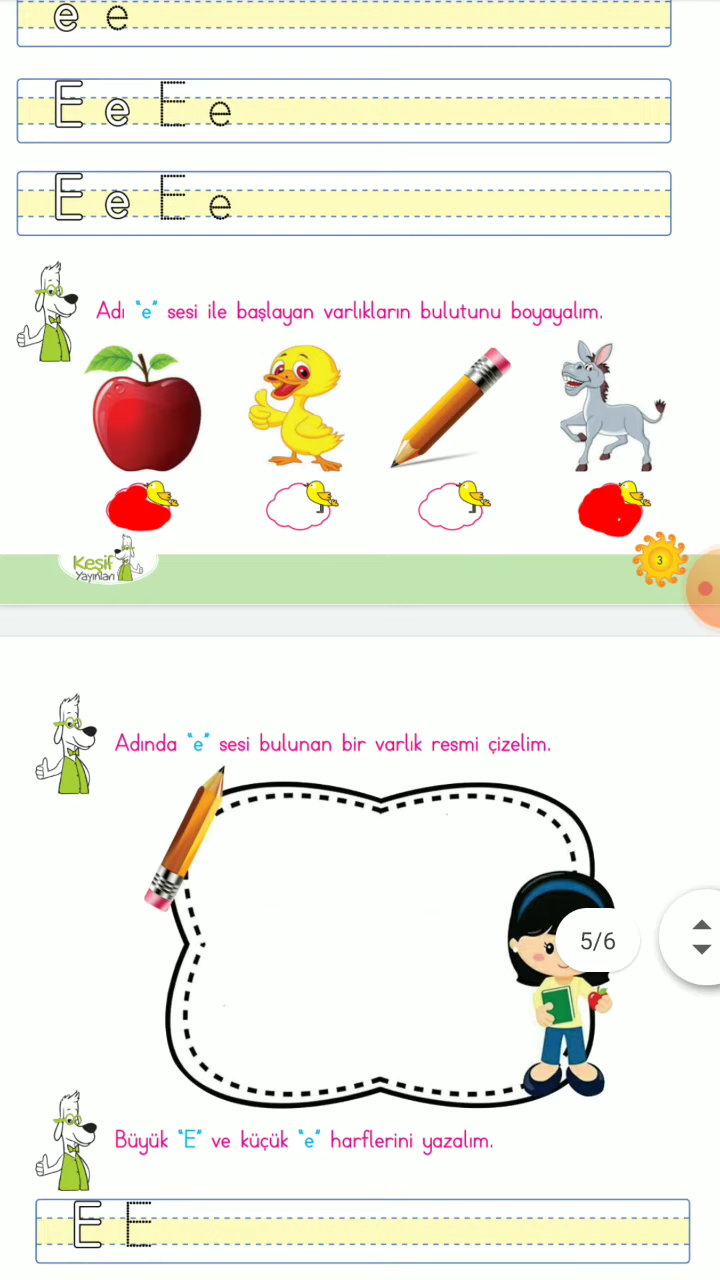 e e
E e E e
E e E e
Adı "e" sesi ile başlayan varlıkların bulutunu boyayalım.
Keşif
Yayınları
3
Adında "e" sesi bulunan bir varlık resmi çizelim.
5/6
Büyük "E" ve küçük "e" harflerini yazalım.
E E